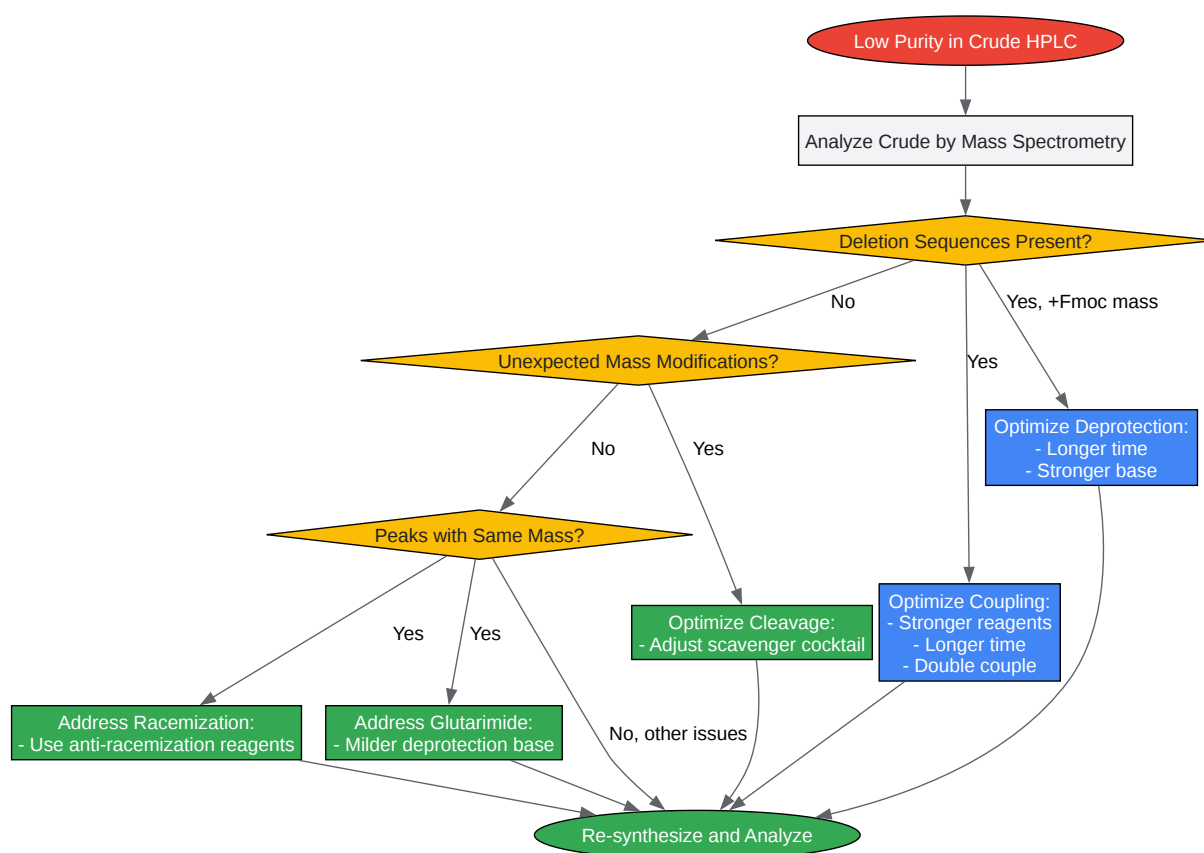 Low Purity in Crude HPLC
Analyze Crude by Mass Spectrometry
Deletion Sequences Present?
No
Yes, +Fmoc mass
Unexpected Mass Modifications?
Yes
Optimize Deprotection:
- Longer time
- Stronger base
No
Yes
Peaks with Same Mass?
Optimize Cleavage:
- Adjust scavenger cocktail
Optimize Coupling:
- Stronger reagents
- Longer time
- Double couple
Yes
Yes
Address Racemization:
- Use anti-racemization reagents
Address Glutarimide:
- Milder deprotection base
No, other issues
Re-synthesize and Analyze